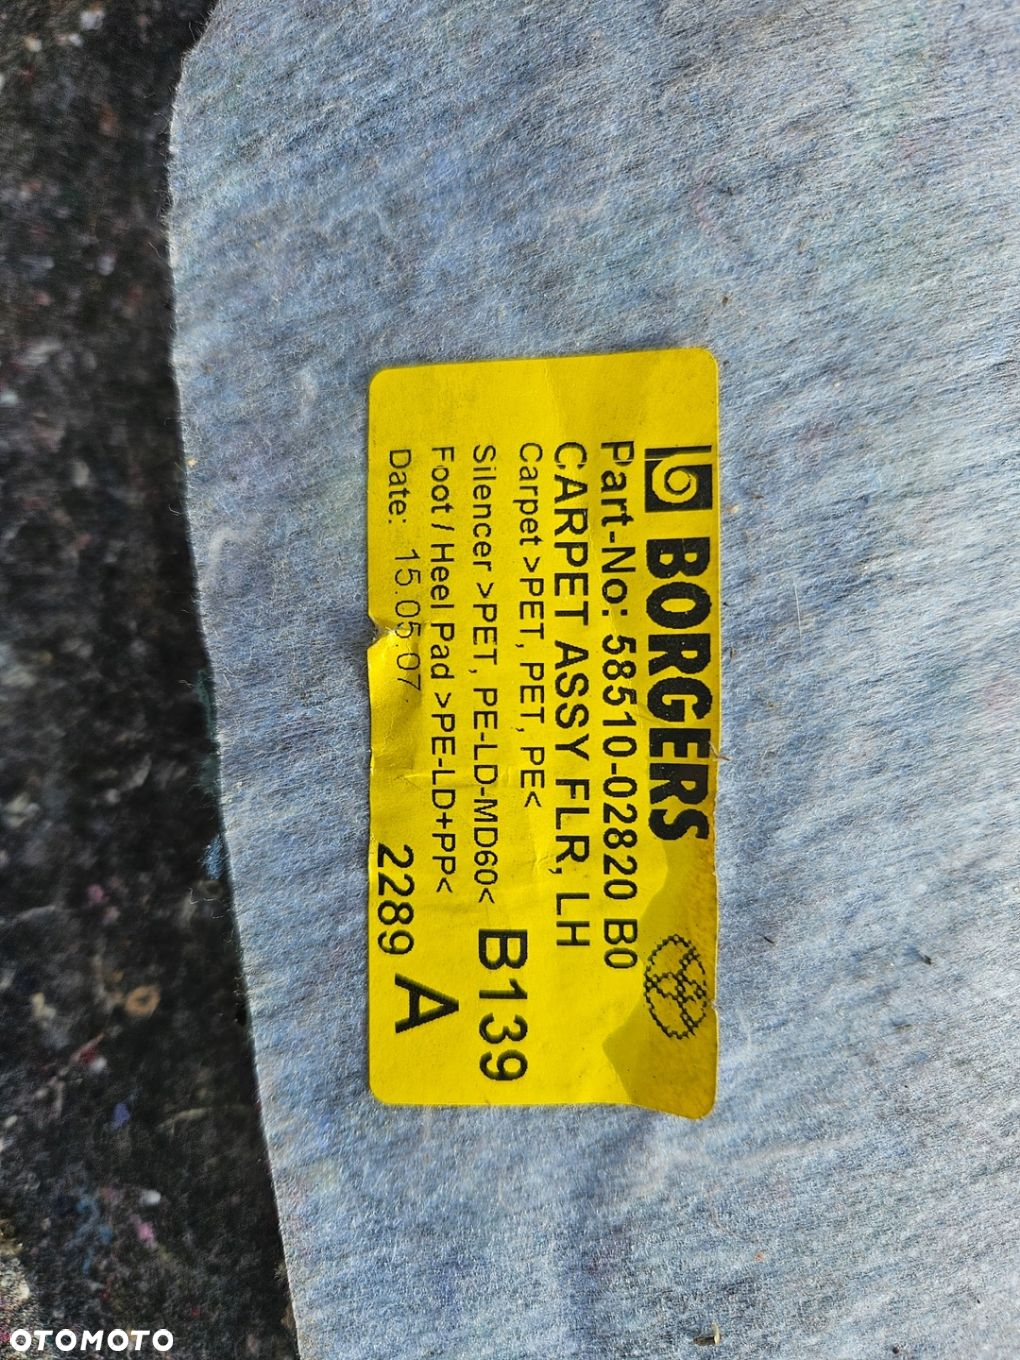 BORGERS
Part-No: 58510-02820 B0
CARPET ASSY FLR, LH
Carpet >PET, PET, PE<
Silencer >PET, PE-LD-MD60< B139
Foot / Heel Pad >PE-LD+PP<
Date: 15.05.07 2289 A
OTOMOTO